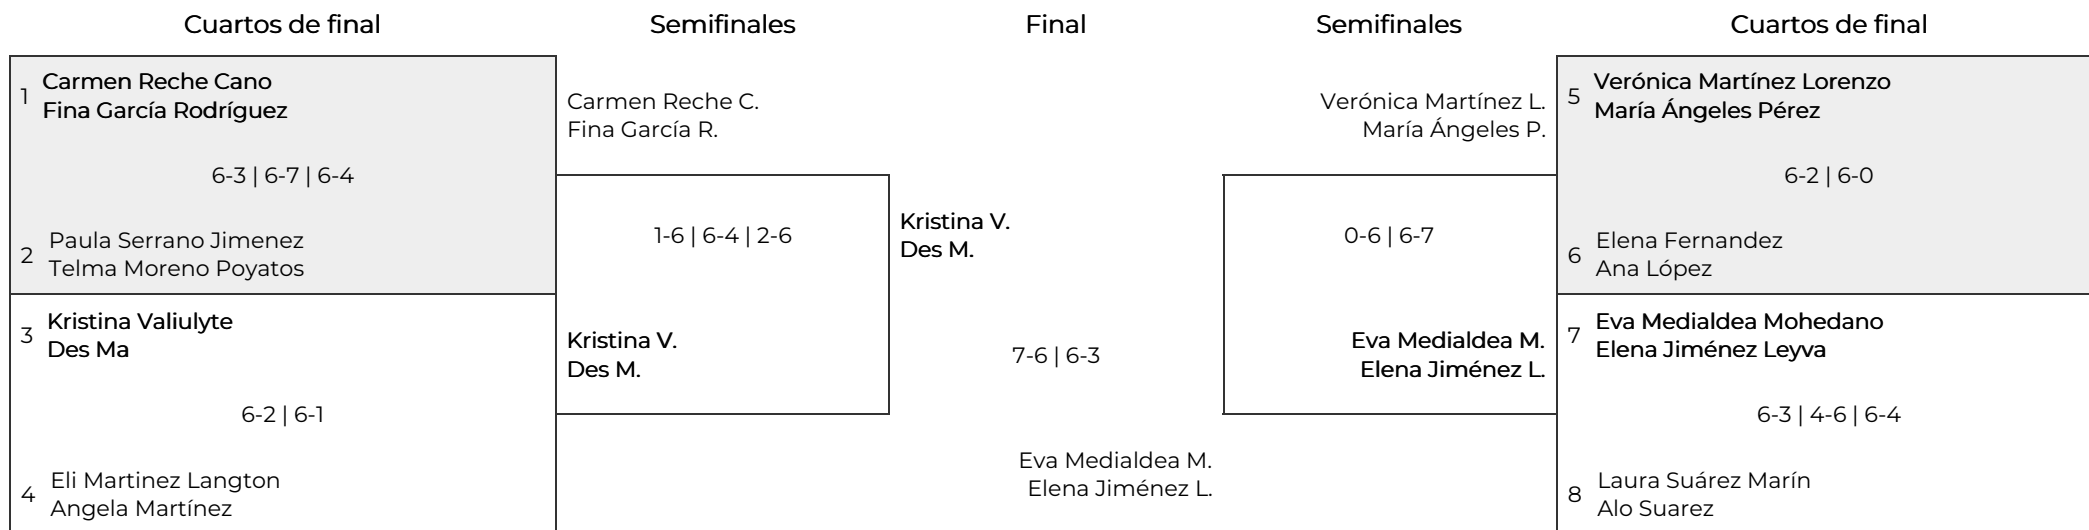 Cuartos de final
Semifinales
Final
Semifinales
Cuartos de final
1
Carmen Reche Cano
Fina García Rodríguez
6-3 | 6-7 | 6-4
2
Paula Serrano Jimenez
Telma Moreno Poyatos
3
Kristina Valiulyte
Des Ma
6-2 | 6-1
4
Eli Martinez Langton
Angela Martínez
Carmen Reche C.
Fina García R.
1-6 | 6-4 | 2-6
Kristina V.
Des M.
Kristina V.
Des M.
7-6 | 6-3
Eva Medialdea M.
Elena Jiménez L.
Verónica Martínez L.
María Ángeles P.
0-6 | 6-7
Eva Medialdea M.
Elena Jiménez L.
5
Verónica Martínez Lorenzo
María Ángeles Pérez
6-2 | 6-0
6
Elena Fernandez
Ana López
7
Eva Medialdea Mohedano
Elena Jiménez Leyva
6-3 | 4-6 | 6-4
8
Laura Suárez Marín
Alo Suarez